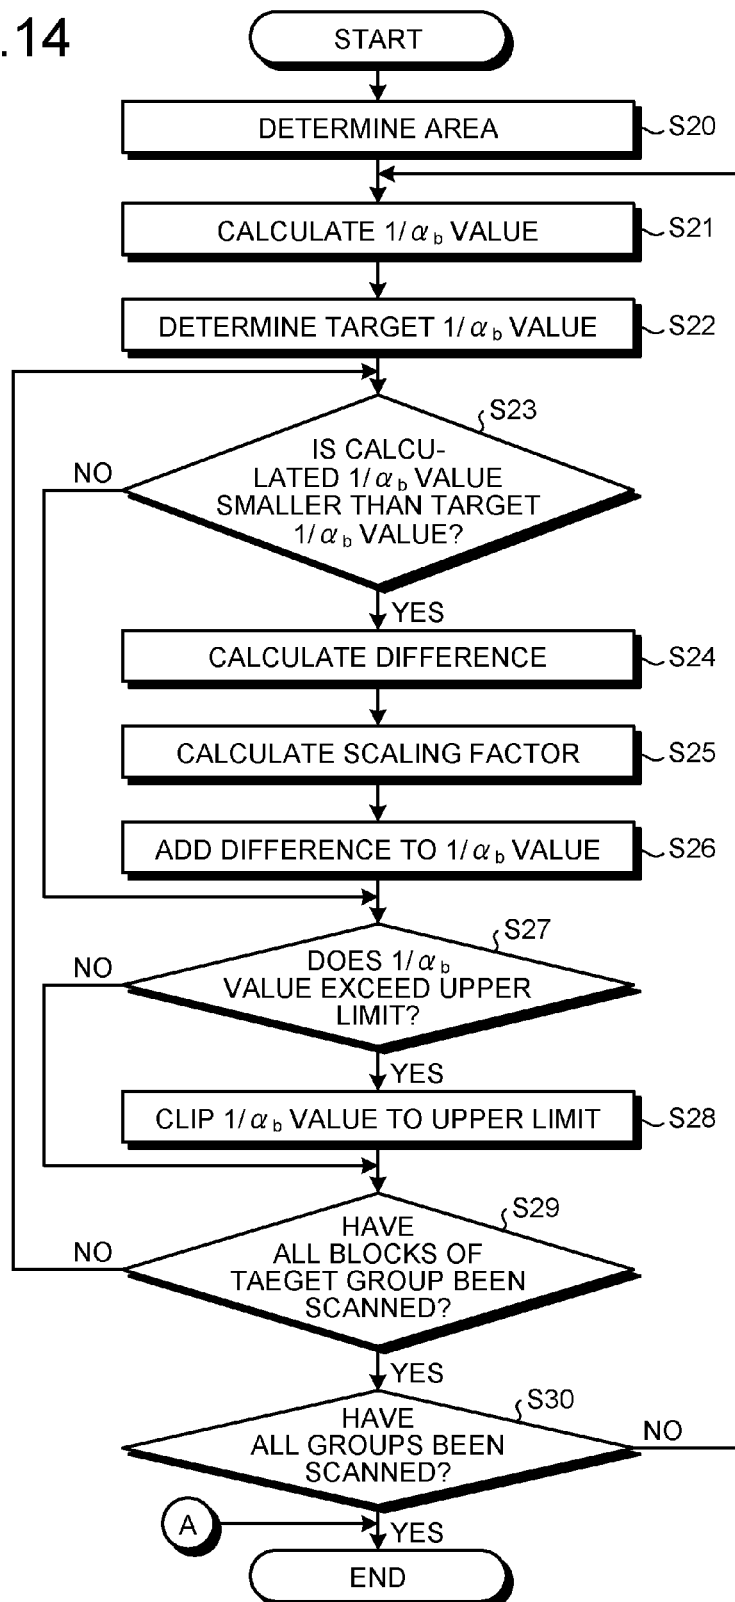 .14
START
DETERMINE AREA
S20
CALCULATE 1/αb VALUE
S21
DETERMINE TARGET 1/αb VALUE
S22
S23
IS CALCU-
LATED 1/αb VALUE
SMALLER THAN TARGET
1/αb VALUE?
NO
YES
CALCULATE DIFFERENCE
S24
CALCULATE SCALING FACTOR
S25
ADD DIFFERENCE TO 1/αb VALUE
S26
S27
DOES 1/αb
VALUE EXCEED UPPER
LIMIT?
NO
YES
CLIP 1/αb VALUE TO UPPER LIMIT
S28
S29
HAVE
ALL BLOCKS OF
TAEGET GROUP BEEN
SCANNED?
NO
YES
S30
HAVE
ALL GROUPS BEEN
SCANNED?
NO
A
YES
END